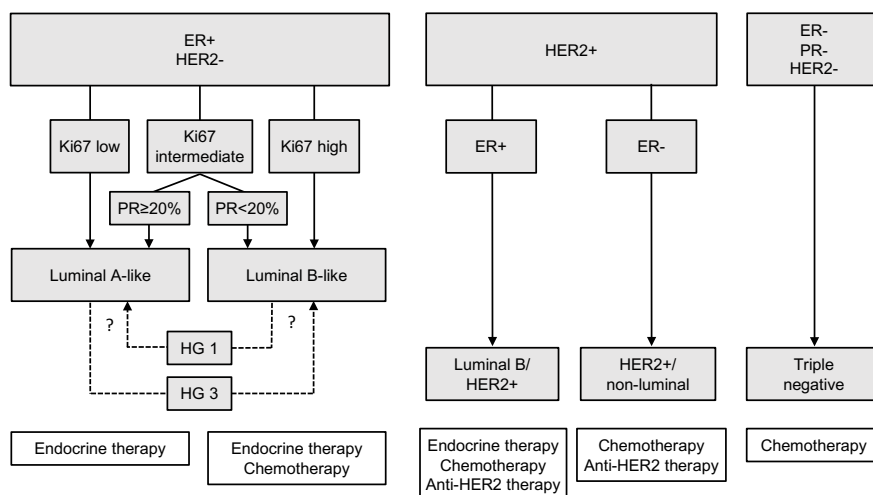 ER+
HER2-
HER2+
ER-
PR-
HER2-
Ki67 low
Ki67
intermediate
Ki67 high
ER+
ER-
PR≥20%
PR<20%
Luminal A-like
Luminal B-like
?
?
HG 1
HG 3
Luminal B/
HER2+
HER2+/
non-luminal
Triple
negative
Endocrine therapy
Endocrine therapy
Chemotherapy
Endocrine therapy
Chemotherapy
Anti-HER2 therapy
Chemotherapy
Anti-HER2 therapy
Chemotherapy